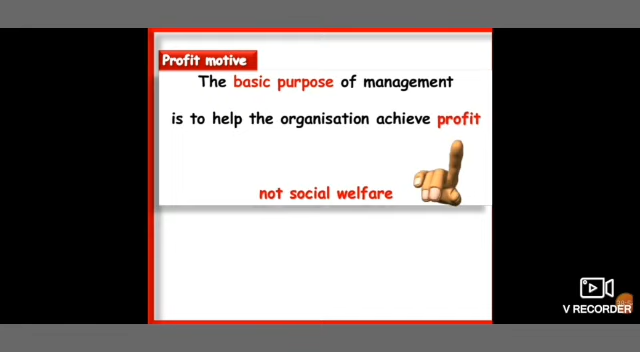 Profit motive
The basic purpose of management
is to help the organisation achieve profit
not social welfare
V RECORDER